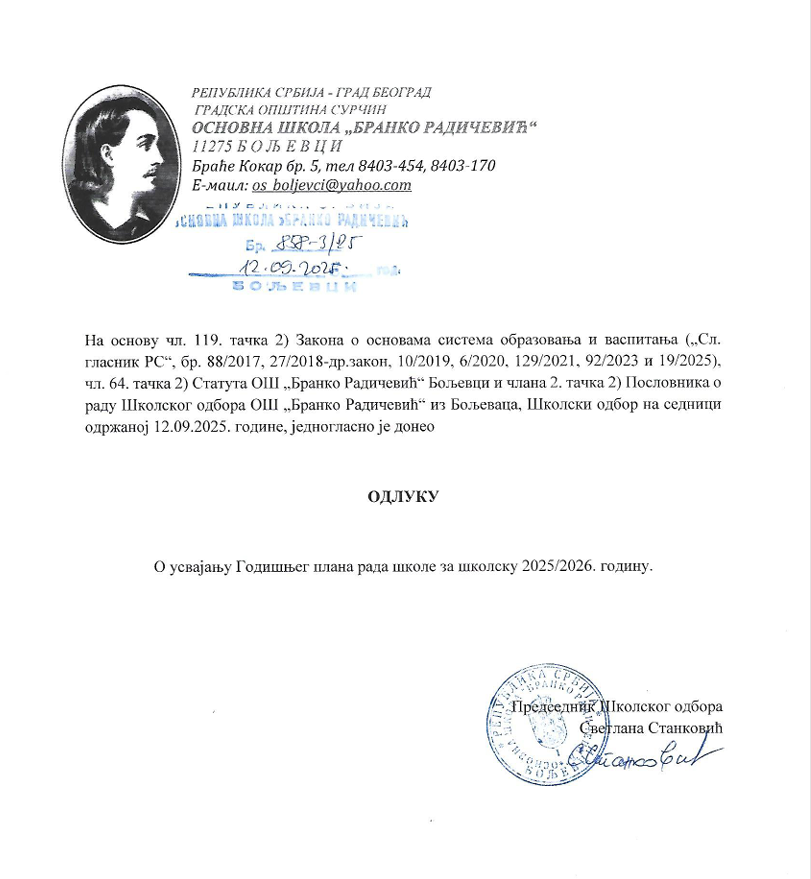 РЕПУБЛИКА СРБИЈА - ГРАД БЕОГРАД
ГРАДСКА ОПШТИНА СУРЧИН
ОСНОВНА ШКОЛА „БРАНКО РАДИЧЕВИЋ“
11275 Б О Љ Е В Ц И
Браће Кокар бр. 5, тел 8403-454, 8403-170
Е-маил: os_boljevci@yahoo.com
ОСНОВНА ШКОЛА „БРАНКО РАДИЧЕВИЋ“
Бр. 858-3/25
12.09.2025. год.
БОЉЕВЦИ
На основу чл. 119. тачка 2) Закона о основама система образовања и васпитања („Сл.
гласник РС“, бр. 88/2017, 27/2018-др.закон, 10/2019, 6/2020, 129/2021, 92/2023 и 19/2025),
чл. 64. тачка 2) Статута ОШ „Бранко Радичевић“ Бољевци и члана 2. тачка 2) Пословника о
раду Школског одбора ОШ „Бранко Радичевић“ из Бољеваца, Школски одбор на седници
одржаној 12.09.2025. године, једногласно је донео
ОДЛУКУ
О усвајању Годишњег плана рада школе за школску 2025/2026. годину.
РЕПУБЛИКА СРБИЈА
БОЉЕВЦИ
Председник Школског одбора
Светлана Станковић
Станковић